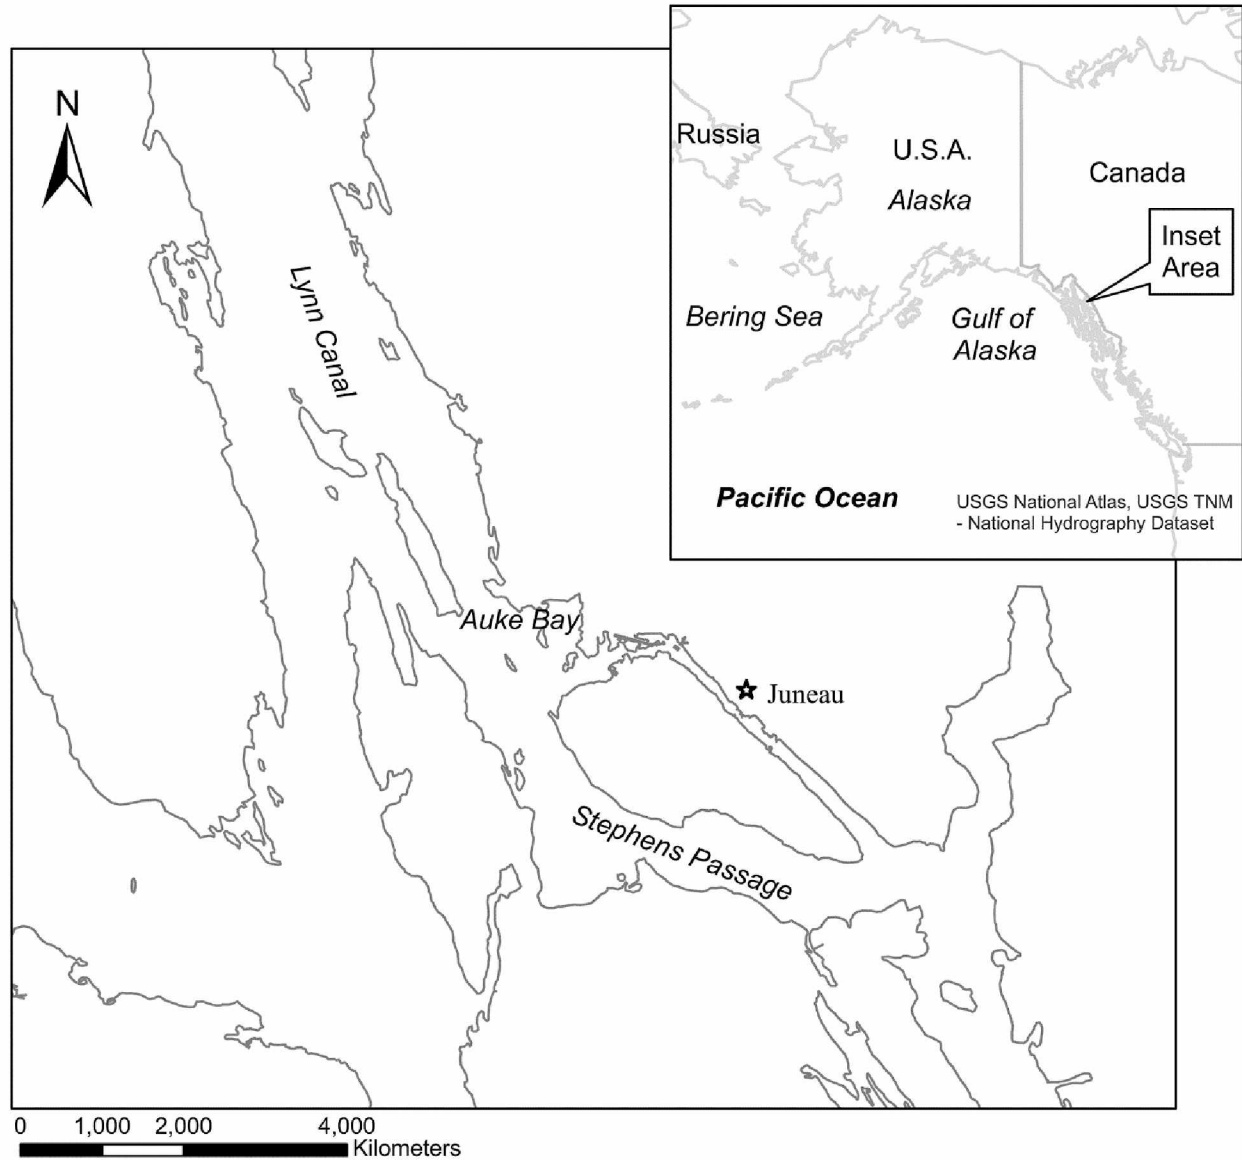 N
Russia
U.S.A.
Alaska
Canada
Inset
Area
Bering Sea
Gulf of
Alaska
Pacific Ocean
USGS National Atlas, USGS TNM
- National Hydrography Dataset
Lynn Canal
Auke Bay
Juneau
Stephens Passage
0 1,000 2,000 4,000
Kilometers